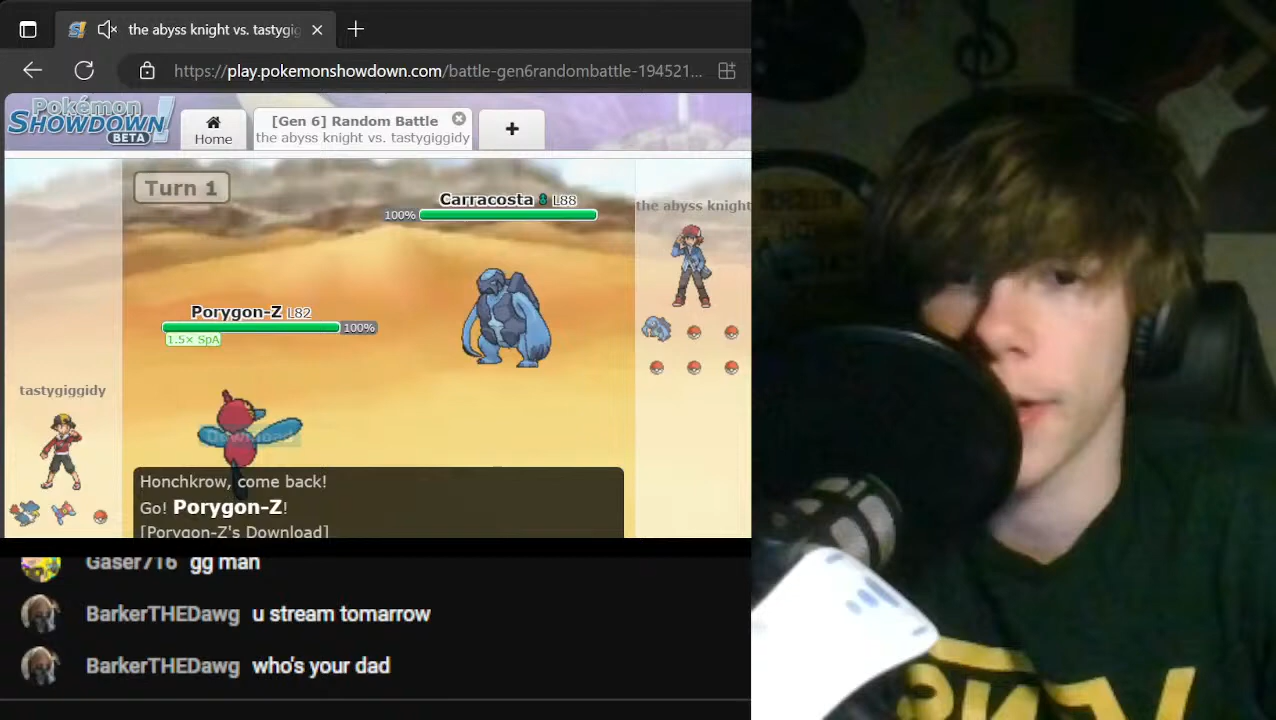 the abyss knight vs. tastygig
https://play.pokemonshowdown.com/battle-gen6randombattle-194521...
Pokémon
SHOWDOWN!
BETA
Home
[Gen 6] Random Battle
the abyss knight vs. tastygiggidy
Turn 1
Carracosta L88
100%
the abyss knight
Porygon-Z L82
100%
1.5× SpA
tastygiggidy
Download
Honchkrow, come back!
Go! Porygon-Z!
[Porygon-Z's Download]
Gaser716 gg man
BarkerTHEDawg u stream tomarrow
BarkerTHEDawg who's your dad